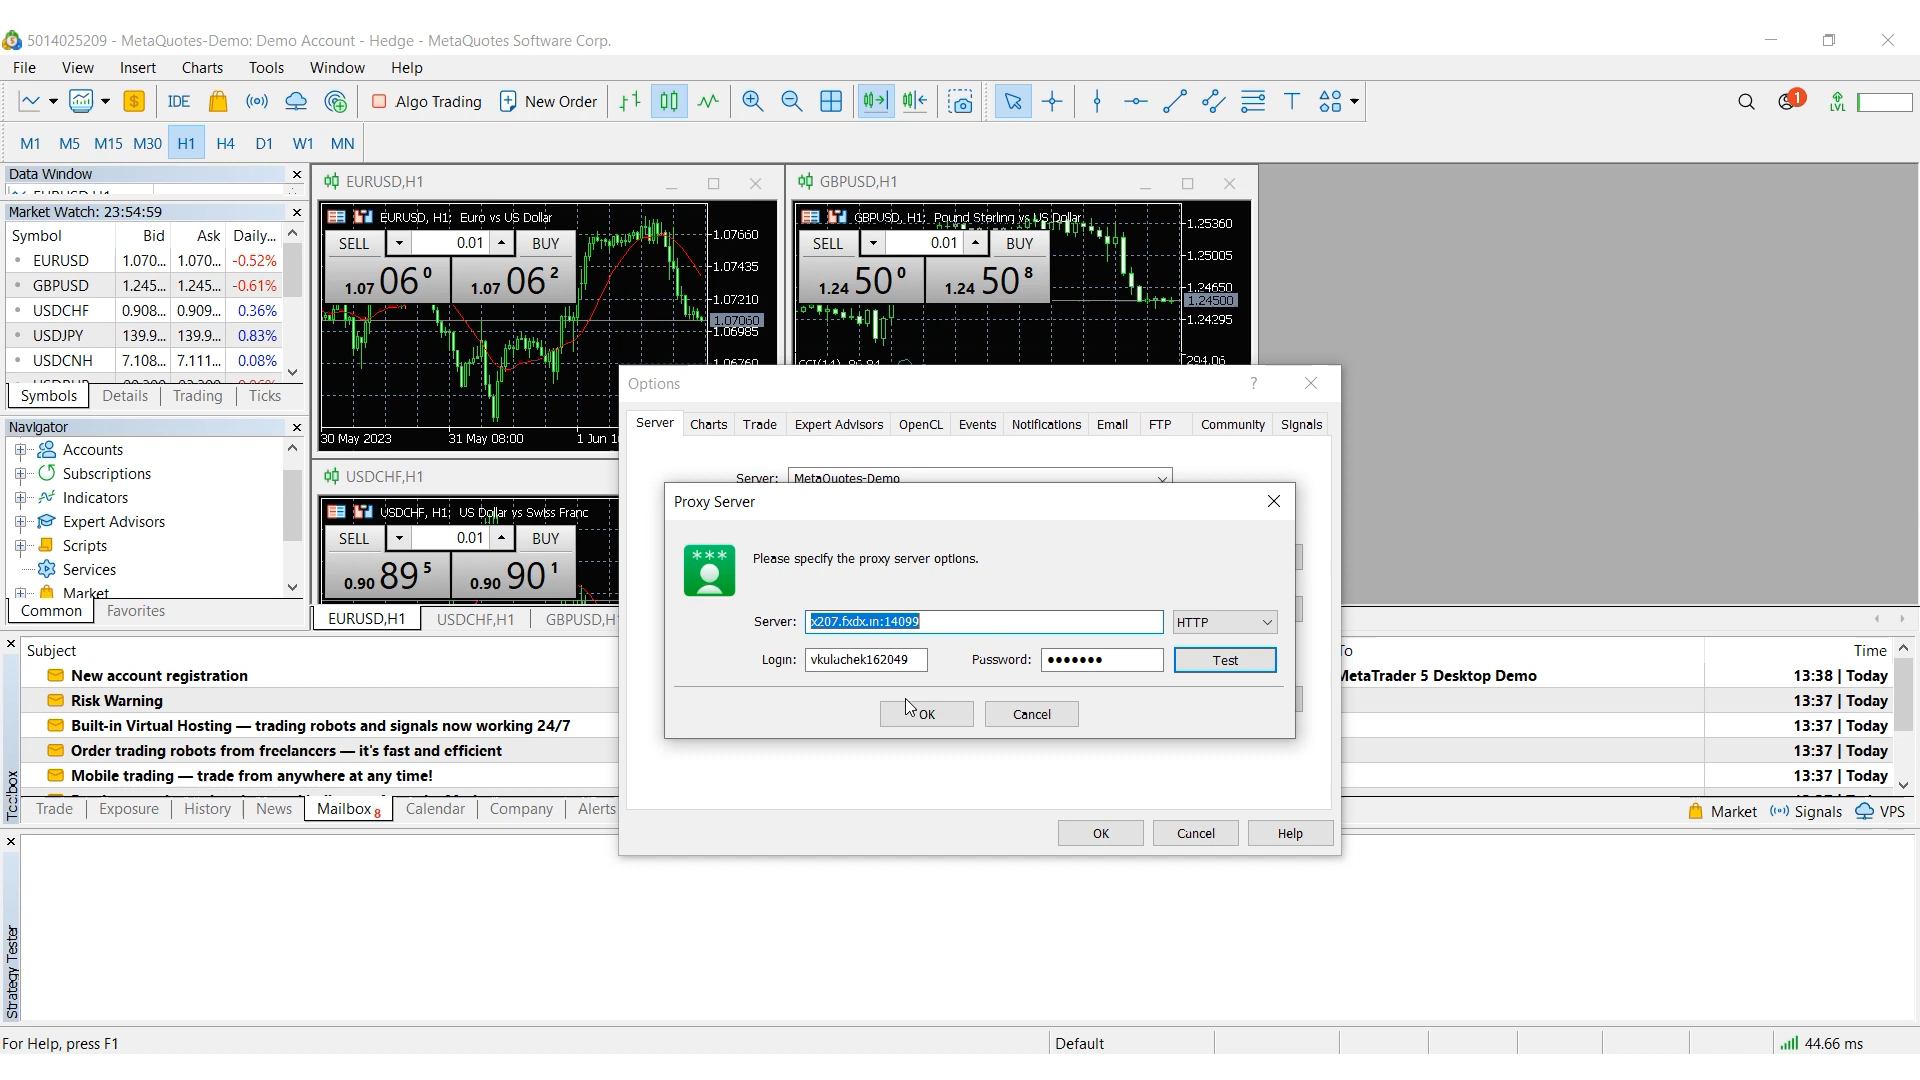 5014025209 - MetaQuotes-Demo: Demo Account - Hedge - MetaQuotes Software Corp.
File View Insert Charts Tools Window Help
IDE Algo Trading New Order 1 LVL
M1 M5 M15 M30 H1 H4 D1 W1 MN
Data Window
Market Watch: 23:54:59
Symbol Bid Ask Daily...
EURUSD 1.070... 1.070... -0.52%
GBPUSD 1.245... 1.245... -0.61%
USDCHF 0.908... 0.909... 0.36%
USDJPY 139.9... 139.9... 0.83%
USDCNH 7.108... 7.111... 0.08%
Symbols Details Trading Ticks
Navigator
Accounts
Subscriptions
Indicators
Expert Advisors
Scripts
Services
Market
Common Favorites
EURUSD,H1
EURUSD, H1: Euro vs US Dollar
SELL 0.01 BUY
1.07 06 0 1.07 06 2
1.07660
1.07435
1.07210
1.07060
1.06985
1.06760
30 May 2023 31 May 08:00 1 Jun 1
GBPUSD,H1
GBPUSD, H1: Pound Sterling vs US Dollar
SELL 0.01 BUY
1.24 50 0 1.24 50 8
1.25360
1.25005
1.24650
1.24500
1.24295
294.06
USDCHF,H1
USDCHF, H1: US Dollar vs Swiss Franc
SELL 0.01 BUY
0.90 89 5 0.90 90 1
EURUSD,H1 USDCHF,H1 GBPUSD,H
Options ?
Server Charts Trade Expert Advisors OpenCL Events Notifications Email FTP Community Signals
Server: MetaQuotes-Demo
Proxy Server
***
Please specify the proxy server options.
Server: x207.fxdx.in:14099 HTTP
Login: vkulachek162049 Password: ●●●●●●● Test
OK Cancel
OK Cancel Help
Toolbox
Subject To Time
New account registration MetaTrader 5 Desktop Demo 13:38 | Today
Risk Warning 13:37 | Today
Built-in Virtual Hosting — trading robots and signals now working 24/7 13:37 | Today
Order trading robots from freelancers — it's fast and efficient 13:37 | Today
Mobile trading — trade from anywhere at any time! 13:37 | Today
Trade Exposure History News Mailbox 8 Calendar Company Alerts Market Signals VPS
Strategy Tester
For Help, press F1 Default 44.66 ms